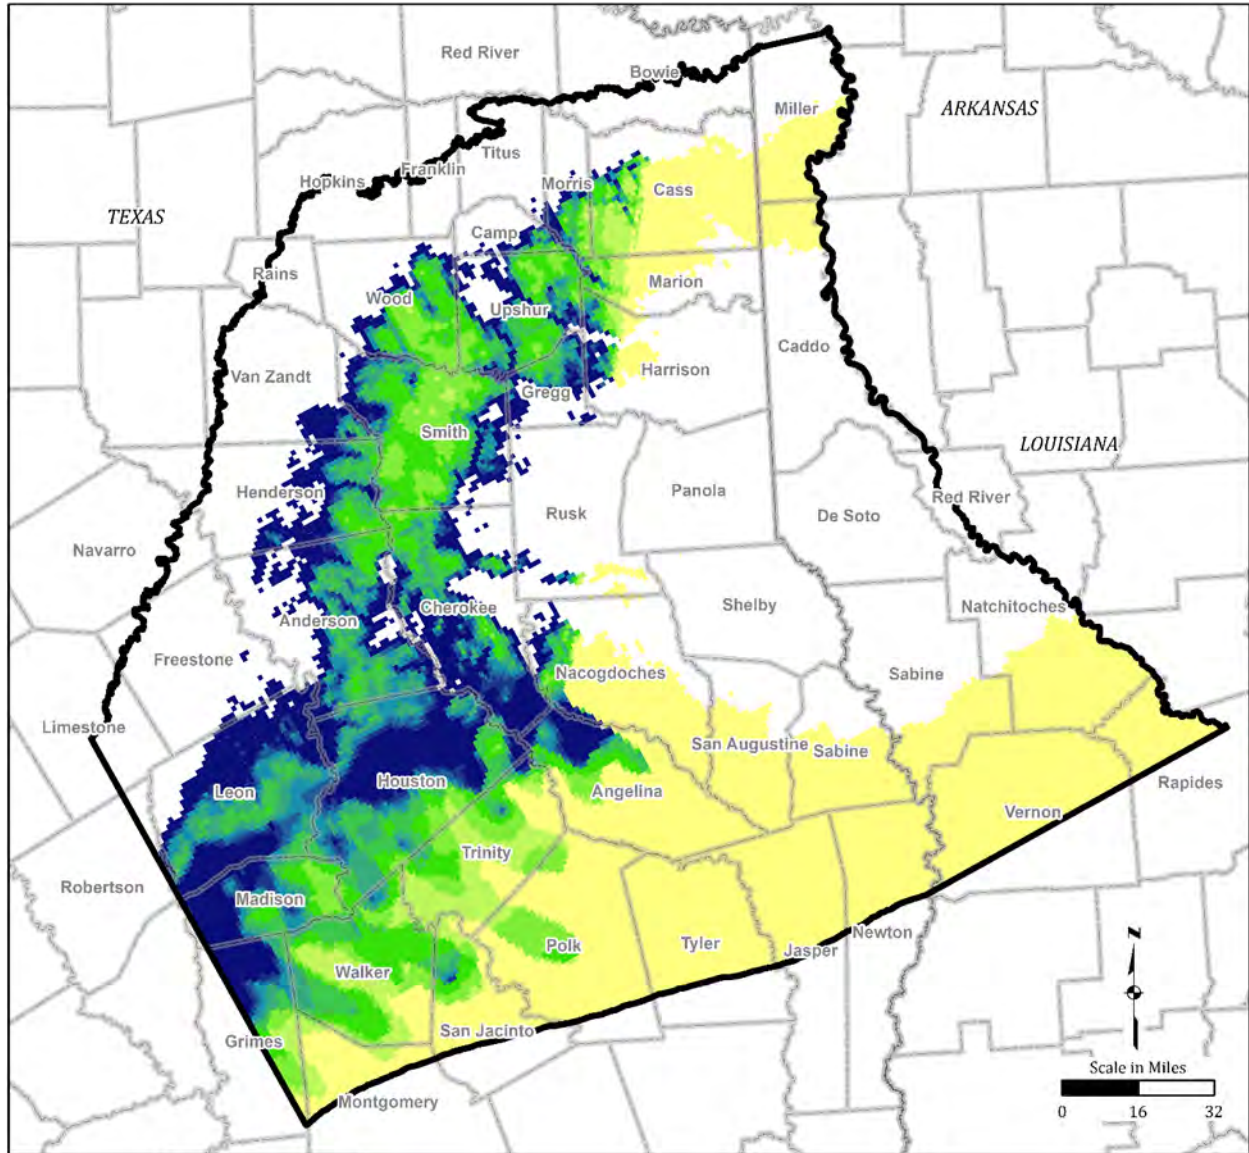 Red River
Bowie
Miller
ARKANSAS
Titus
Franklin
Hopkins
Morris
Cass
TEXAS
Camp
Rains
Marion
Wood
Upshur
Caddo
Harrison
Van Zandt
Gregg
Smith
LOUISIANA
Henderson
Panola
Red River
Rusk
De Soto
Navarro
Cherokee
Shelby
Natchitoches
Anderson
Freestone
Nacogdoches
Sabine
Limestone
San Augustine
Sabine
Houston
Rapides
Leon
Angelina
Vernon
Trinity
Robertson
Madison
Newton
N
Polk
Tyler
Jasper
Walker
San Jacinto
Grimes
Scale in Miles
Montgomery
0 16 32